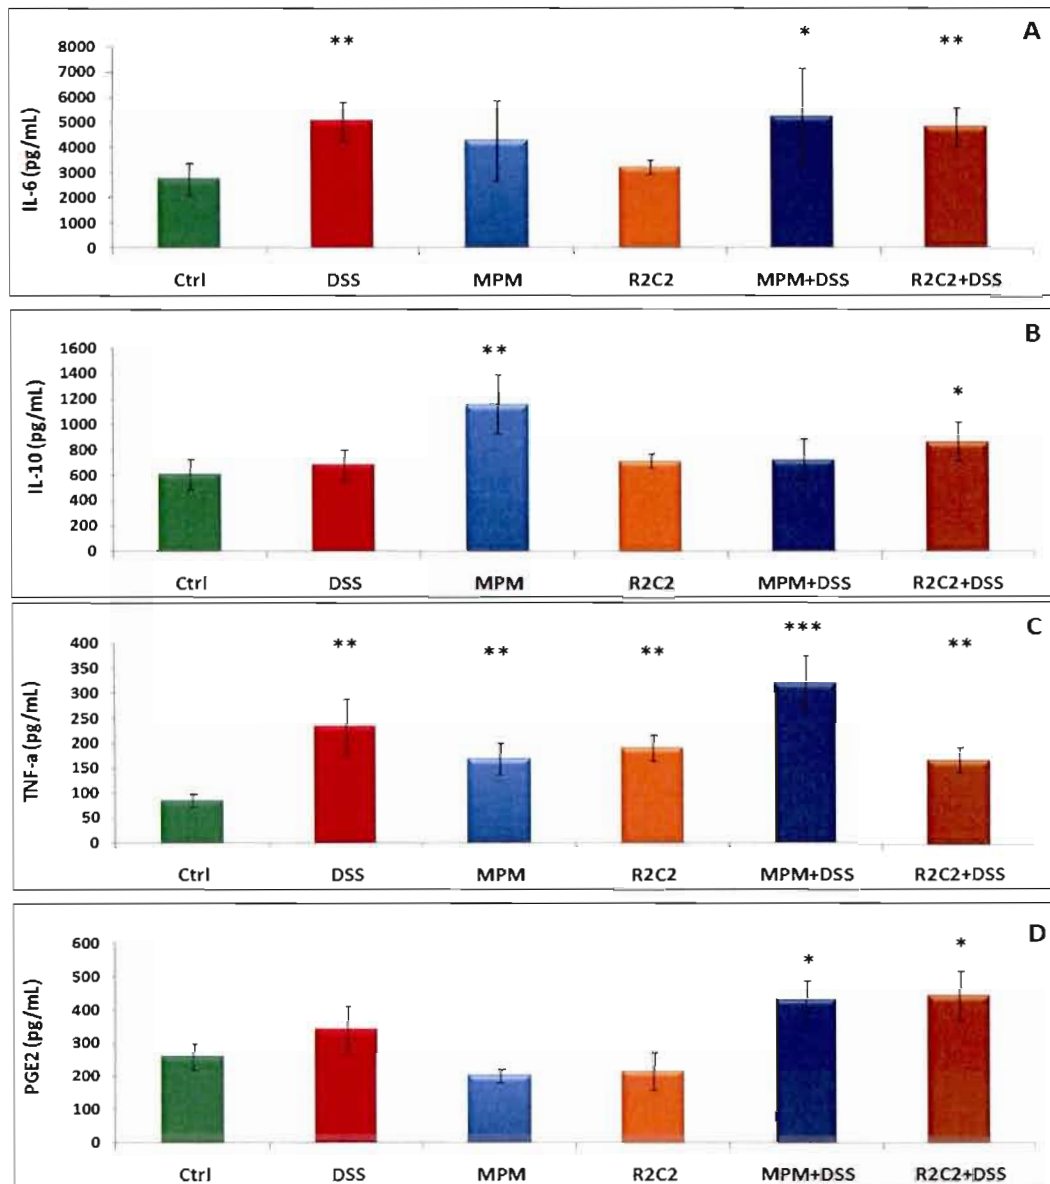 A
** * **
8000
7000
6000
5000
4000
3000
2000
1000
0
IL-6 (pg/mL)
Ctrl DSS MPM R2C2 MPM+DSS R2C2+DSS
B
** *
1600
1400
1200
1000
800
600
400
200
0
IL-10 (pg/mL)
Ctrl DSS MPM R2C2 MPM+DSS R2C2+DSS
C
** ** ** *** **
400
350
300
250
200
150
100
50
0
TNF-a (pg/mL)
Ctrl DSS MPM R2C2 MPM+DSS R2C2+DSS
D
* *
600
500
400
300
200
100
0
PGE2 (pg/mL)
Ctrl DSS MPM R2C2 MPM+DSS R2C2+DSS